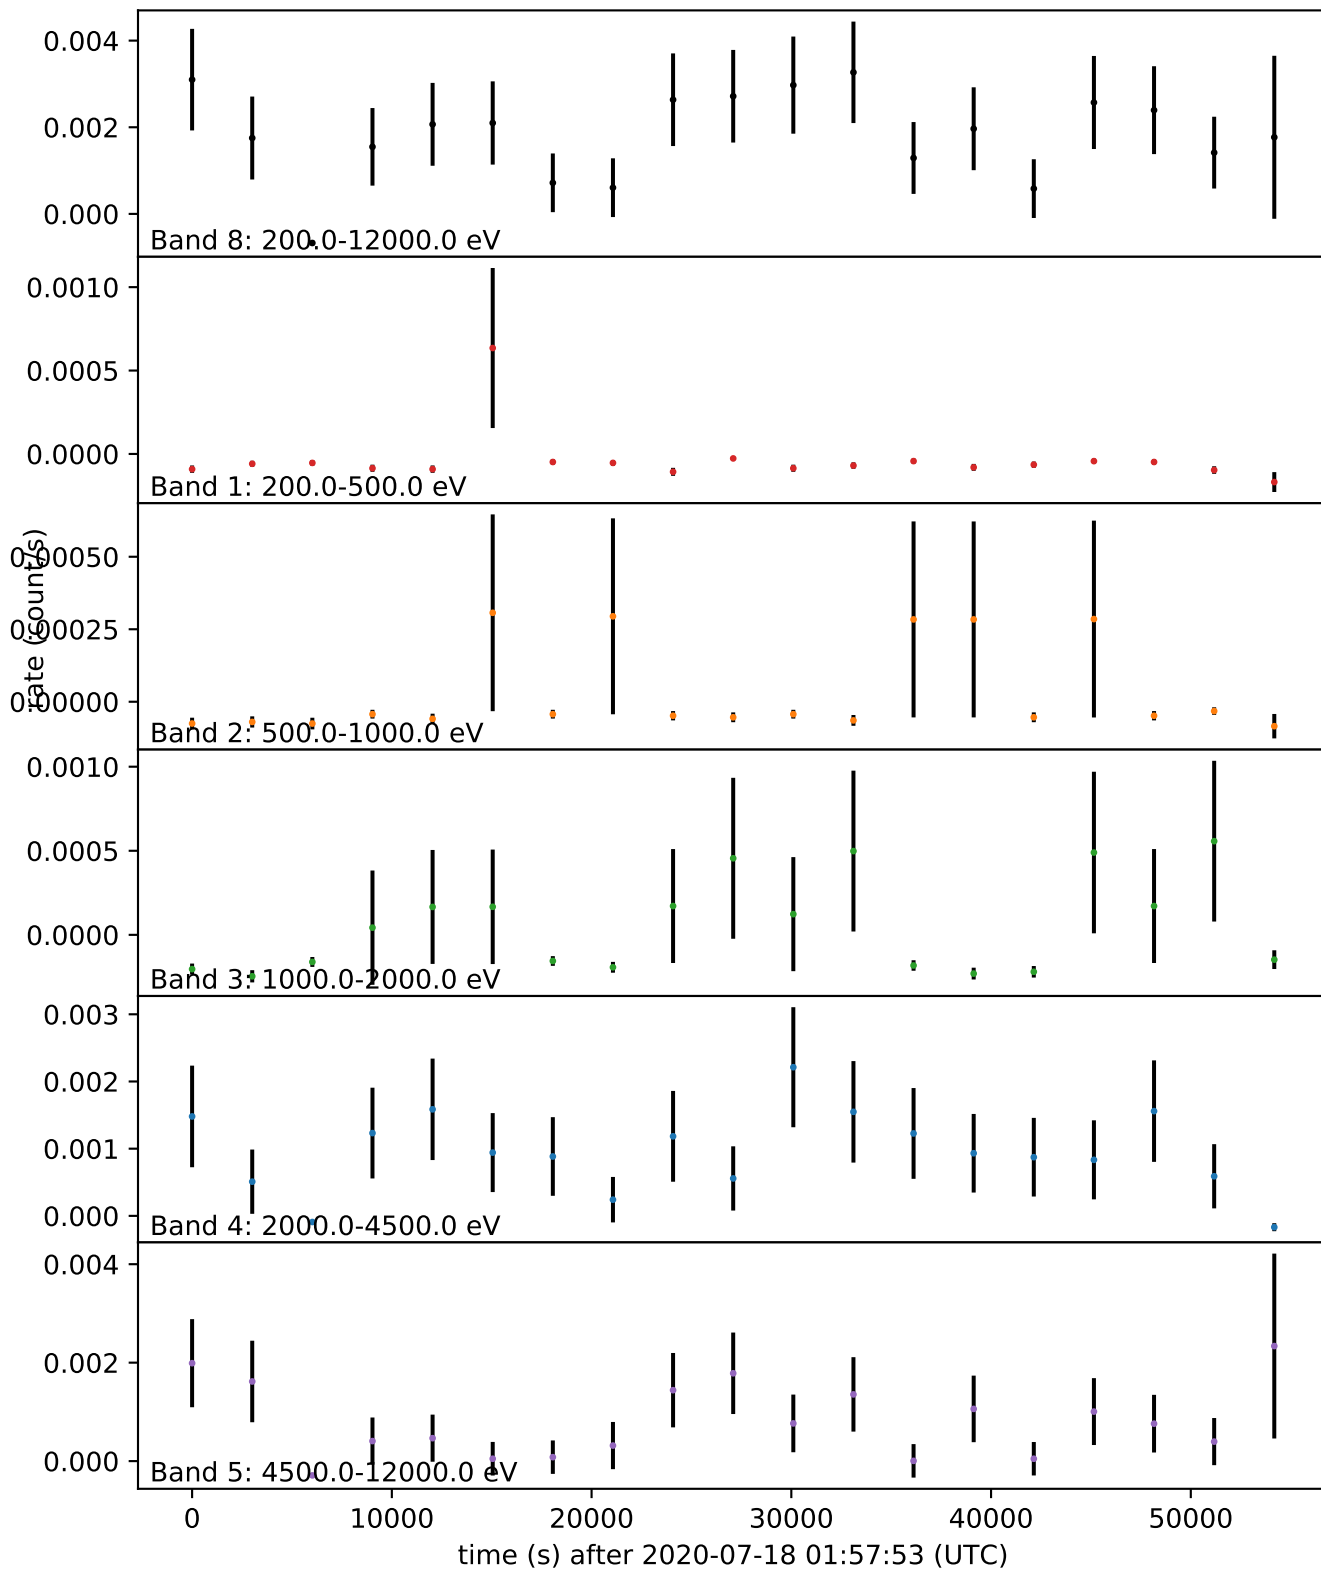 0.004
0.002
0.000
Band 8: 200.0-12000.0 eV
0.0010
0.0005
0.0000
Band 1: 200.0-500.0 eV
rate (count/s)
0.00050
0.00025
0.00000
Band 2: 500.0-1000.0 eV
0.0010
0.0005
0.0000
Band 3: 1000.0-2000.0 eV
0.003
0.002
0.001
0.000
Band 4: 2000.0-4500.0 eV
0.004
0.002
0.000
Band 5: 4500.0-12000.0 eV
0 10000 20000 30000 40000 50000
time (s) after 2020-07-18 01:57:53 (UTC)